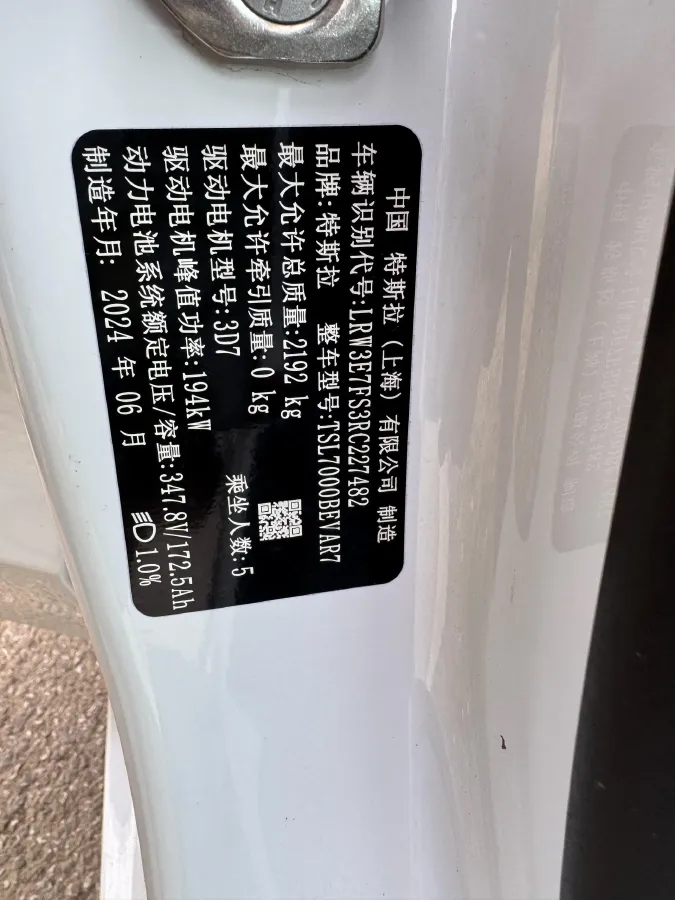 中国 特斯拉（上海）有限公司 制造
车辆识别代号:LRW3E7FS3RC227482
品牌:特斯拉 整车型号:TSL7000BEVAR7
最大允许总质量:2192 kg
最大允许牵引质量:0 kg
驱动电机型号:3D7 乘坐人数:5
驱动电机峰值功率:194kW
动力电池系统额定电压/容量:347.8V/172.5Ah
制造年月: 2024 年 06 月 1.0%